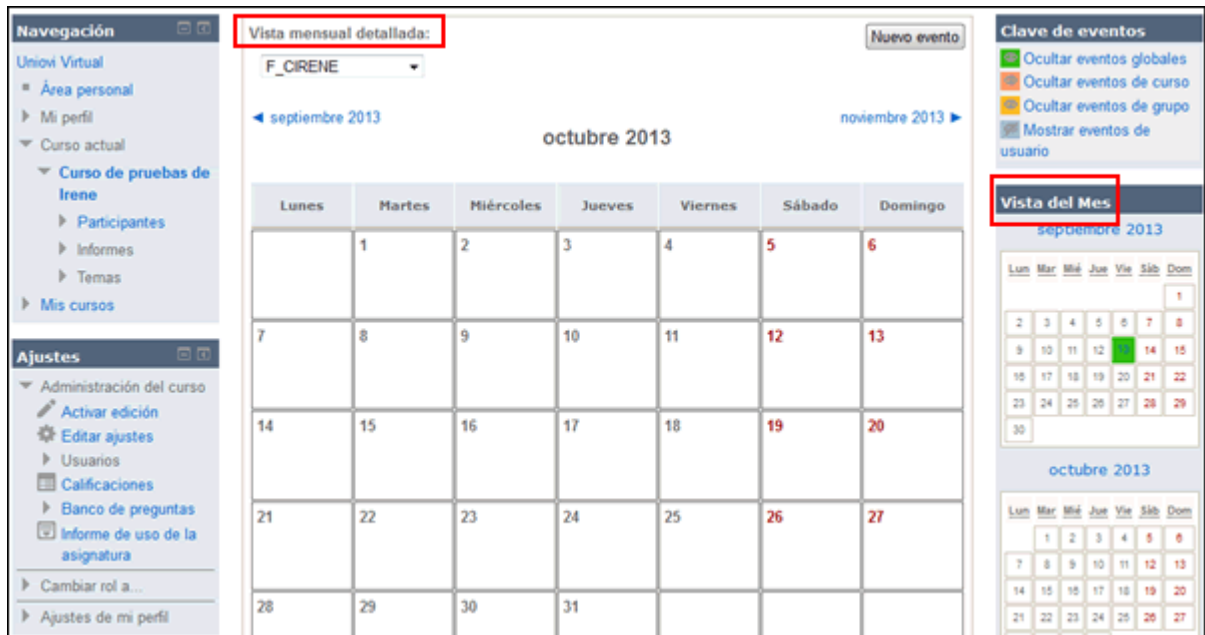 Navegación
Uniovi Virtual
Área personal
Mi perfil
Curso actual
Curso de pruebas de
Irene
Participantes
Informes
Temas
Mis cursos
Ajustes
Administración del curso
Activar edición
Editar ajustes
Usuarios
Calificaciones
Banco de preguntas
Informe de uso de la
asignatura
Cambiar rol a...
Ajustes de mi perfil
Vista mensual detallada:
Nuevo evento
F_CIRENE
◄ septiembre 2013
noviembre 2013 ►
octubre 2013
Lunes Martes Miércoles Jueves Viernes Sábado Domingo
1 2 3 4 5 6
7 8 9 10 11 12 13
14 15 16 17 18 19 20
21 22 23 24 25 26 27
28 29 30 31
Clave de eventos
Ocultar eventos globales
Ocultar eventos de curso
Ocultar eventos de grupo
Mostrar eventos de
usuario
Vista del Mes
septiembre 2013
Lun Mar Mié Jue Vie Sáb Dom
1
2 3 4 5 6 7 8
9 10 11 12 13 14 15
16 17 18 19 20 21 22
23 24 25 26 27 28 29
30
octubre 2013
Lun Mar Mié Jue Vie Sáb Dom
1 2 3 4 5 6
7 8 9 10 11 12 13
14 15 16 17 18 19 20
21 22 23 24 25 26 27